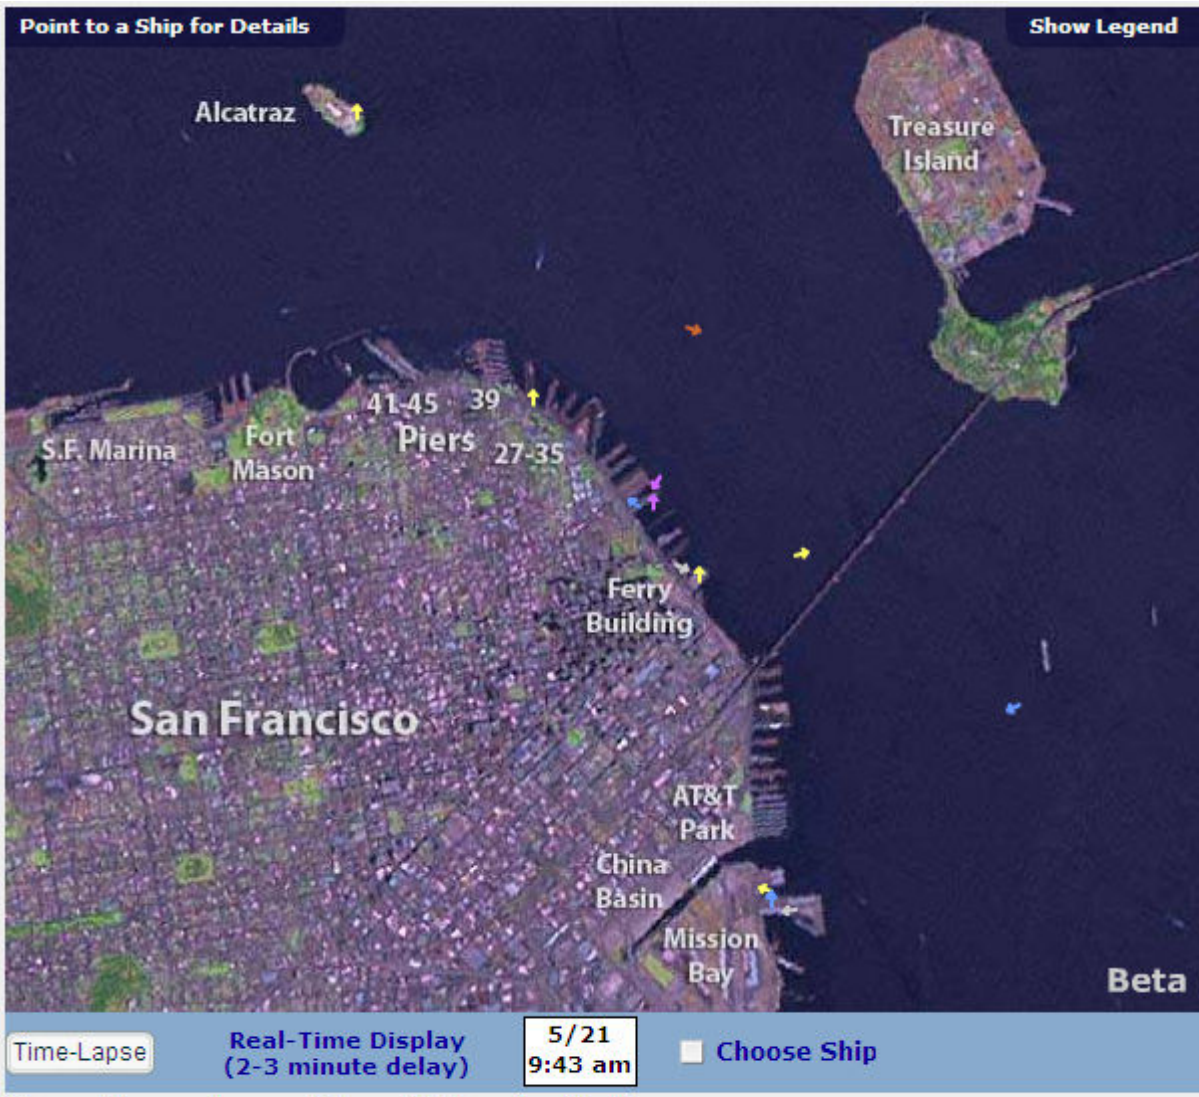 Point to a Ship for Details
Show Legend
Alcatraz
Treasure
Island
41-45
39
Piers
27-35
S.F. Marina
Fort
Mason
Ferry
Building
San Francisco
AT&T
Park
China
Basin
Mission
Bay
Beta
Time-Lapse
Real-Time Display
(2-3 minute delay)
5/21
9:43 am
Choose Ship